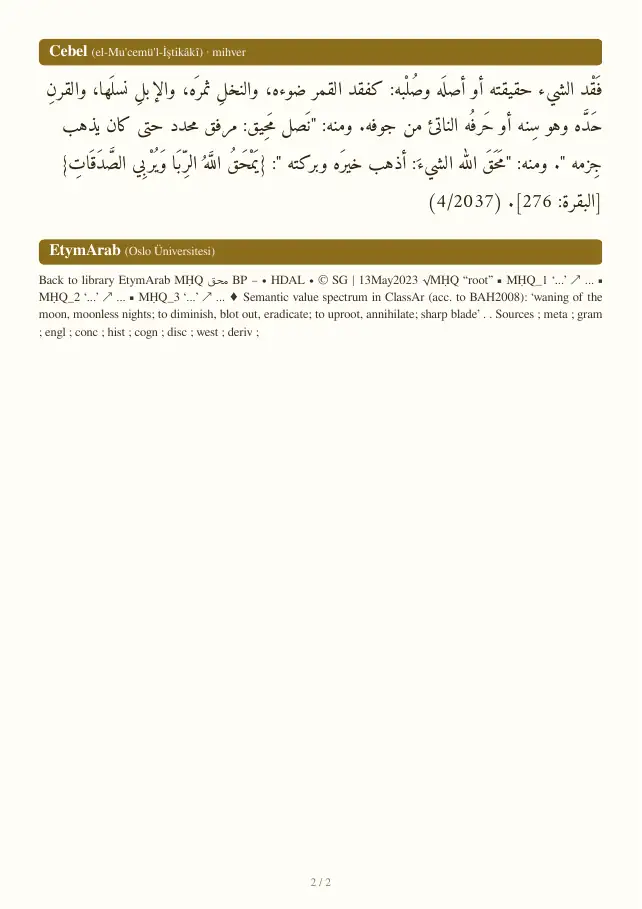 Cebel (el-Mu'cemü'l-İştikâkî) · mihver
فَقْد الشيء حقيقته أو أصلَه وصُلْبه: كفقد القمر ضوءه، والنخلِ ثمرَه، والإبلِ نسلَها، والقرنِ
حَدَّه وهو سِنه أو حَرفُه الناتئ من جوفه. ومنه: "نَصل مَحِيق: مرفق محدد حتى كان يذهب
جِزمه ". ومنه: "مَحَقَ الله الشيءَ: أذهب خيرَه وبركته ": {يَمْحَقُ اللَّهُ الرِّبَا وَيُرْبِي الصَّدَقَاتِ}
[البقرة: 276]. (4/2037)
EtymArab (Oslo Üniversitesi)
Back to library EtymArab MḤQ محق BP – • HDAL • © SG | 13May2023 √MḤQ “root” ▪ MḤQ_1 ‘…’ ↗ ... ▪
MḤQ_2 ‘…’ ↗ ... ▪ MḤQ_3 ‘…’ ↗ ... ♦ Semantic value spectrum in ClassAr (acc. to BAH2008): ‘waning of the
moon, moonless nights; to diminish, blot out, eradicate; to uproot, annihilate; sharp blade’ . . Sources ; meta ; gram
; engl ; conc ; hist ; cogn ; disc ; west ; deriv ;
2 / 2